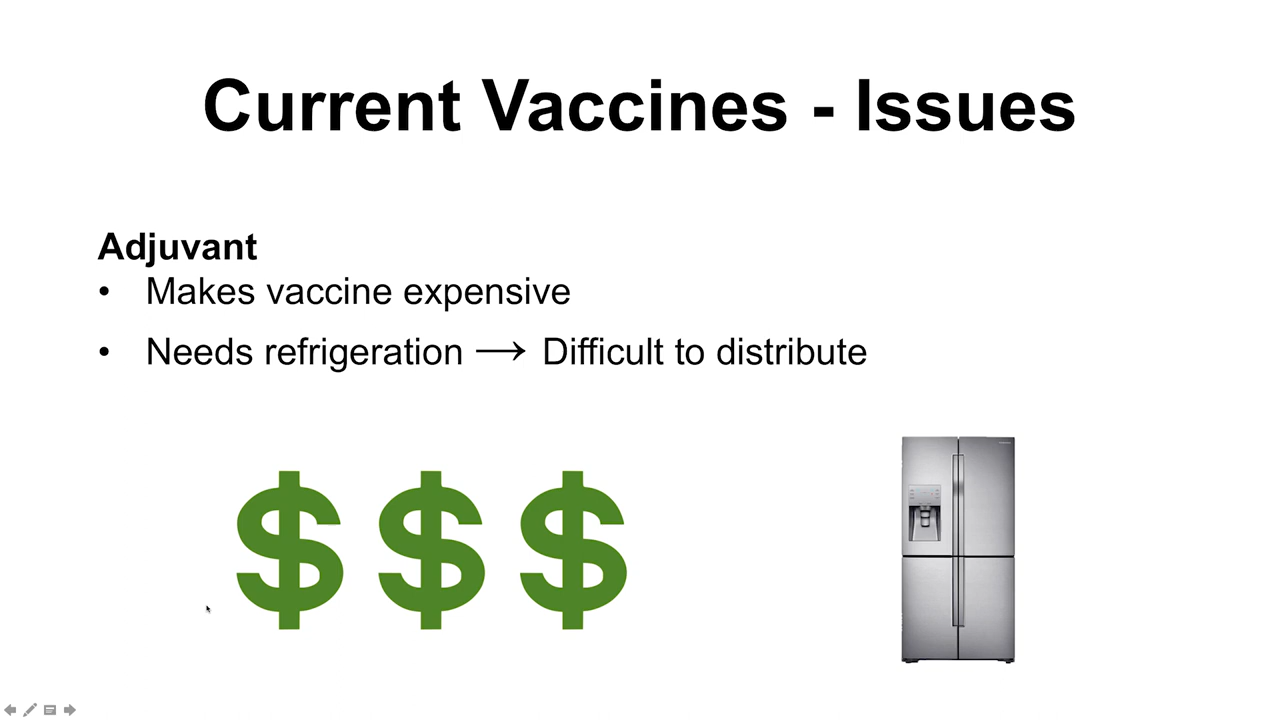 Current Vaccines - Issues
Adjuvant
• Makes vaccine expensive
• Needs refrigeration → Difficult to distribute
$$$